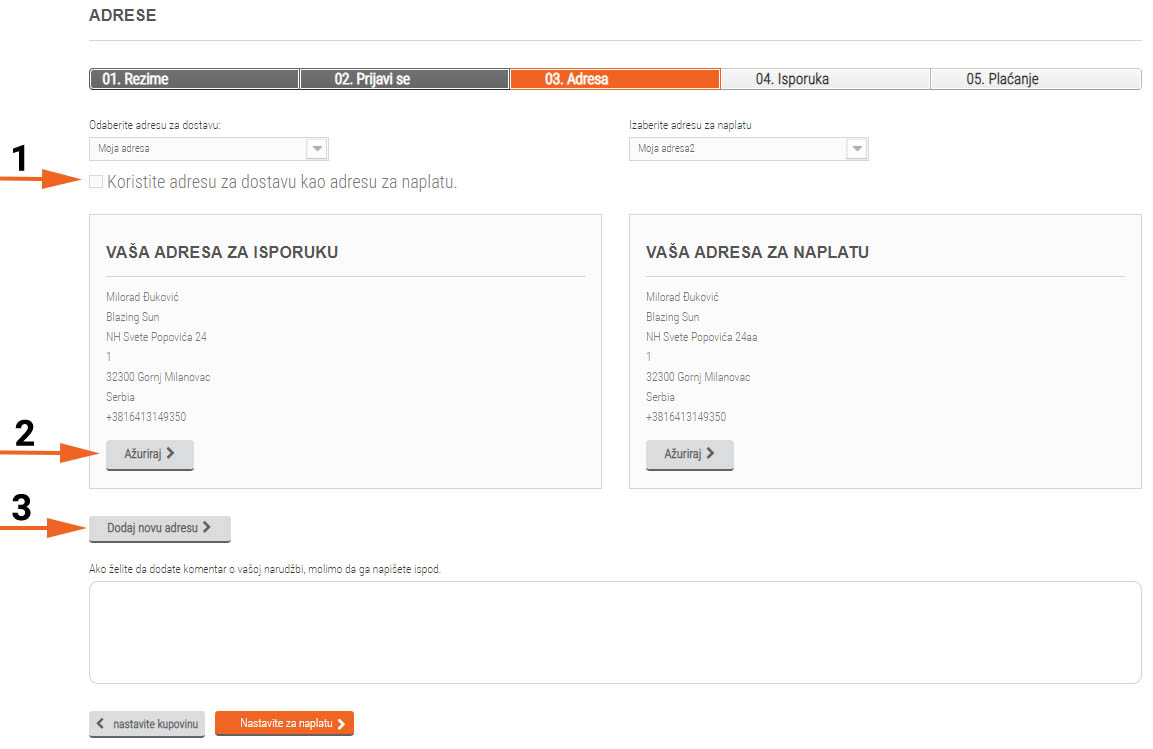 ADRESE
01. Rezime 02. Prijavi se 03. Adresa 04. Isporuka 05. Plaćanje
Odaberite adresu za dostavu:
Moja adresa
Izaberite adresu za naplatu
Moja adresa2
1
Koristite adresu za dostavu kao adresu za naplatu.
VAŠA ADRESA ZA ISPORUKU
Milorad Đuković
Blazing Sun
NH Svete Popovića 24
1
32300 Gornj Milanovac
Serbia
+3816413149350
2
Ažuriraj
VAŠA ADRESA ZA NAPLATU
Milorad Đuković
Blazing Sun
NH Svete Popovića 24aa
1
32300 Gornj Milanovac
Serbia
+3816413149350
Ažuriraj
3
Dodaj novu adresu
Ako želite da dodate komentar o vašoj narudžbi, molimo da ga napišete ispod.
nastavite kupovinu
Nastavite za naplatu